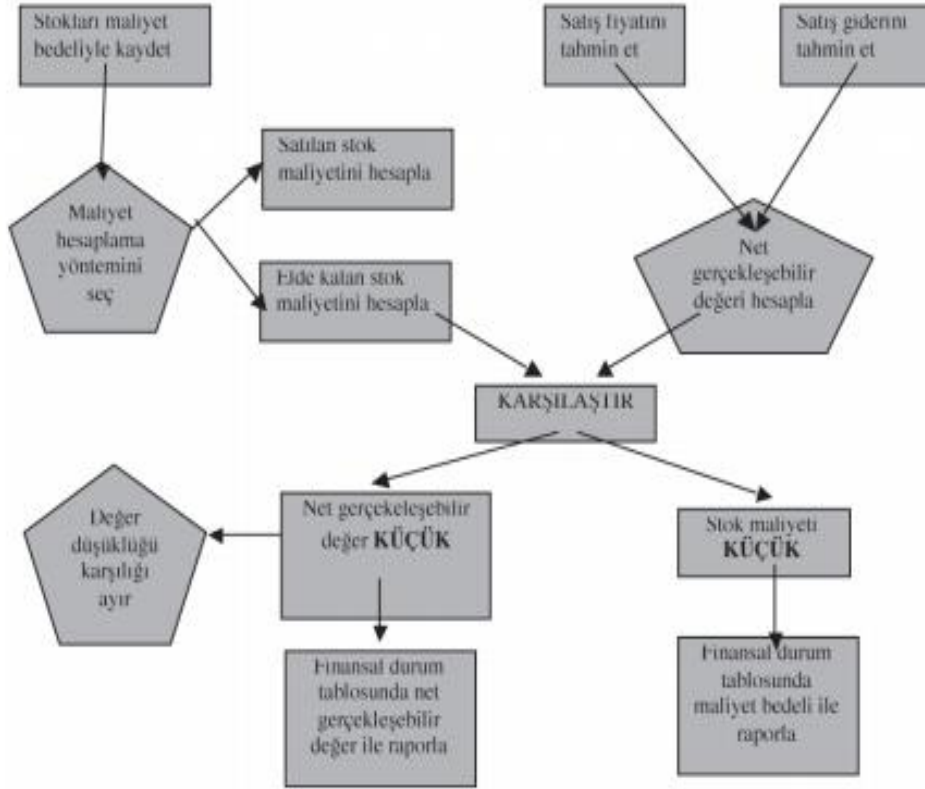 Stokları maliyet
bedeliyle kaydet
Satış fiyatını
tahmin et
Satış giderini
tahmin et
Satılan stok
maliyetini hesapla
Maliyet
hesaplama
yöntemini
seç
Elde kalan stok
maliyetini hesapla
Net
gerçekleşebilir
değeri hesapla
KARŞILAŞTIR
Değer
düşüklüğü
karşılığı
ayır
Net gerçekeleşebilir
değer KÜÇÜK
Stok maliyeti
KÜÇÜK
Finansal durum
tablosunda net
gerçekleşebilir
değer ile raporla
Finansal durum
tablosunda
maliyet bedeli ile
raporla